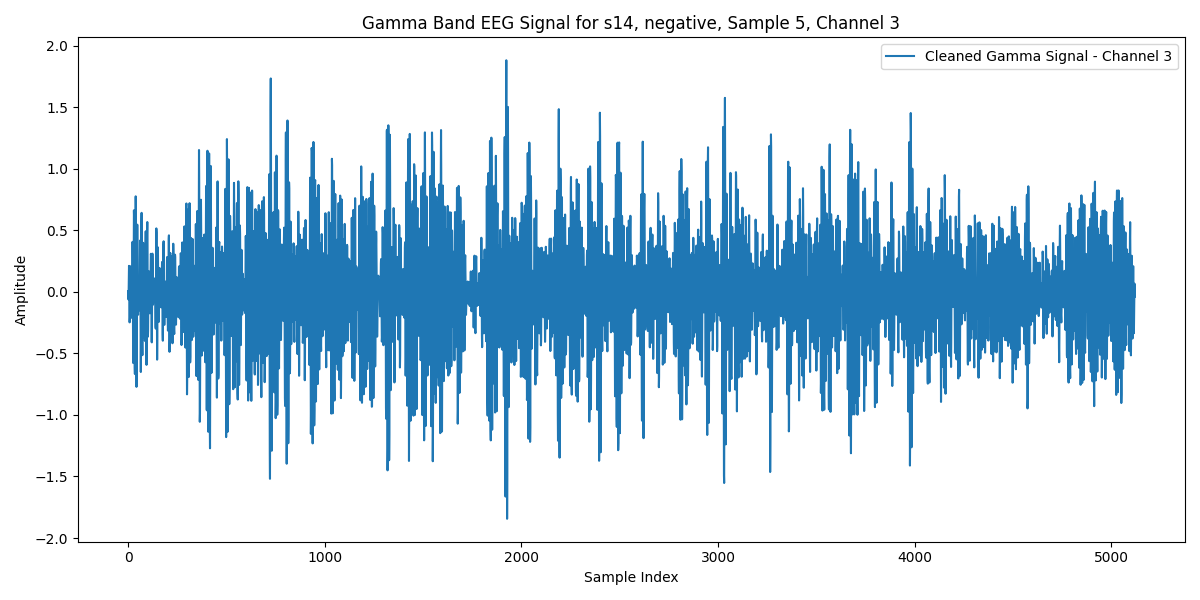 Gamma Band EEG Signal for s14, negative, Sample 5, Channel 3
Cleaned Gamma Signal - Channel 3
2.0
1.5
1.0
0.5
0.0
−0.5
−1.0
−1.5
−2.0
Amplitude
0 1000 2000 3000 4000 5000
Sample Index